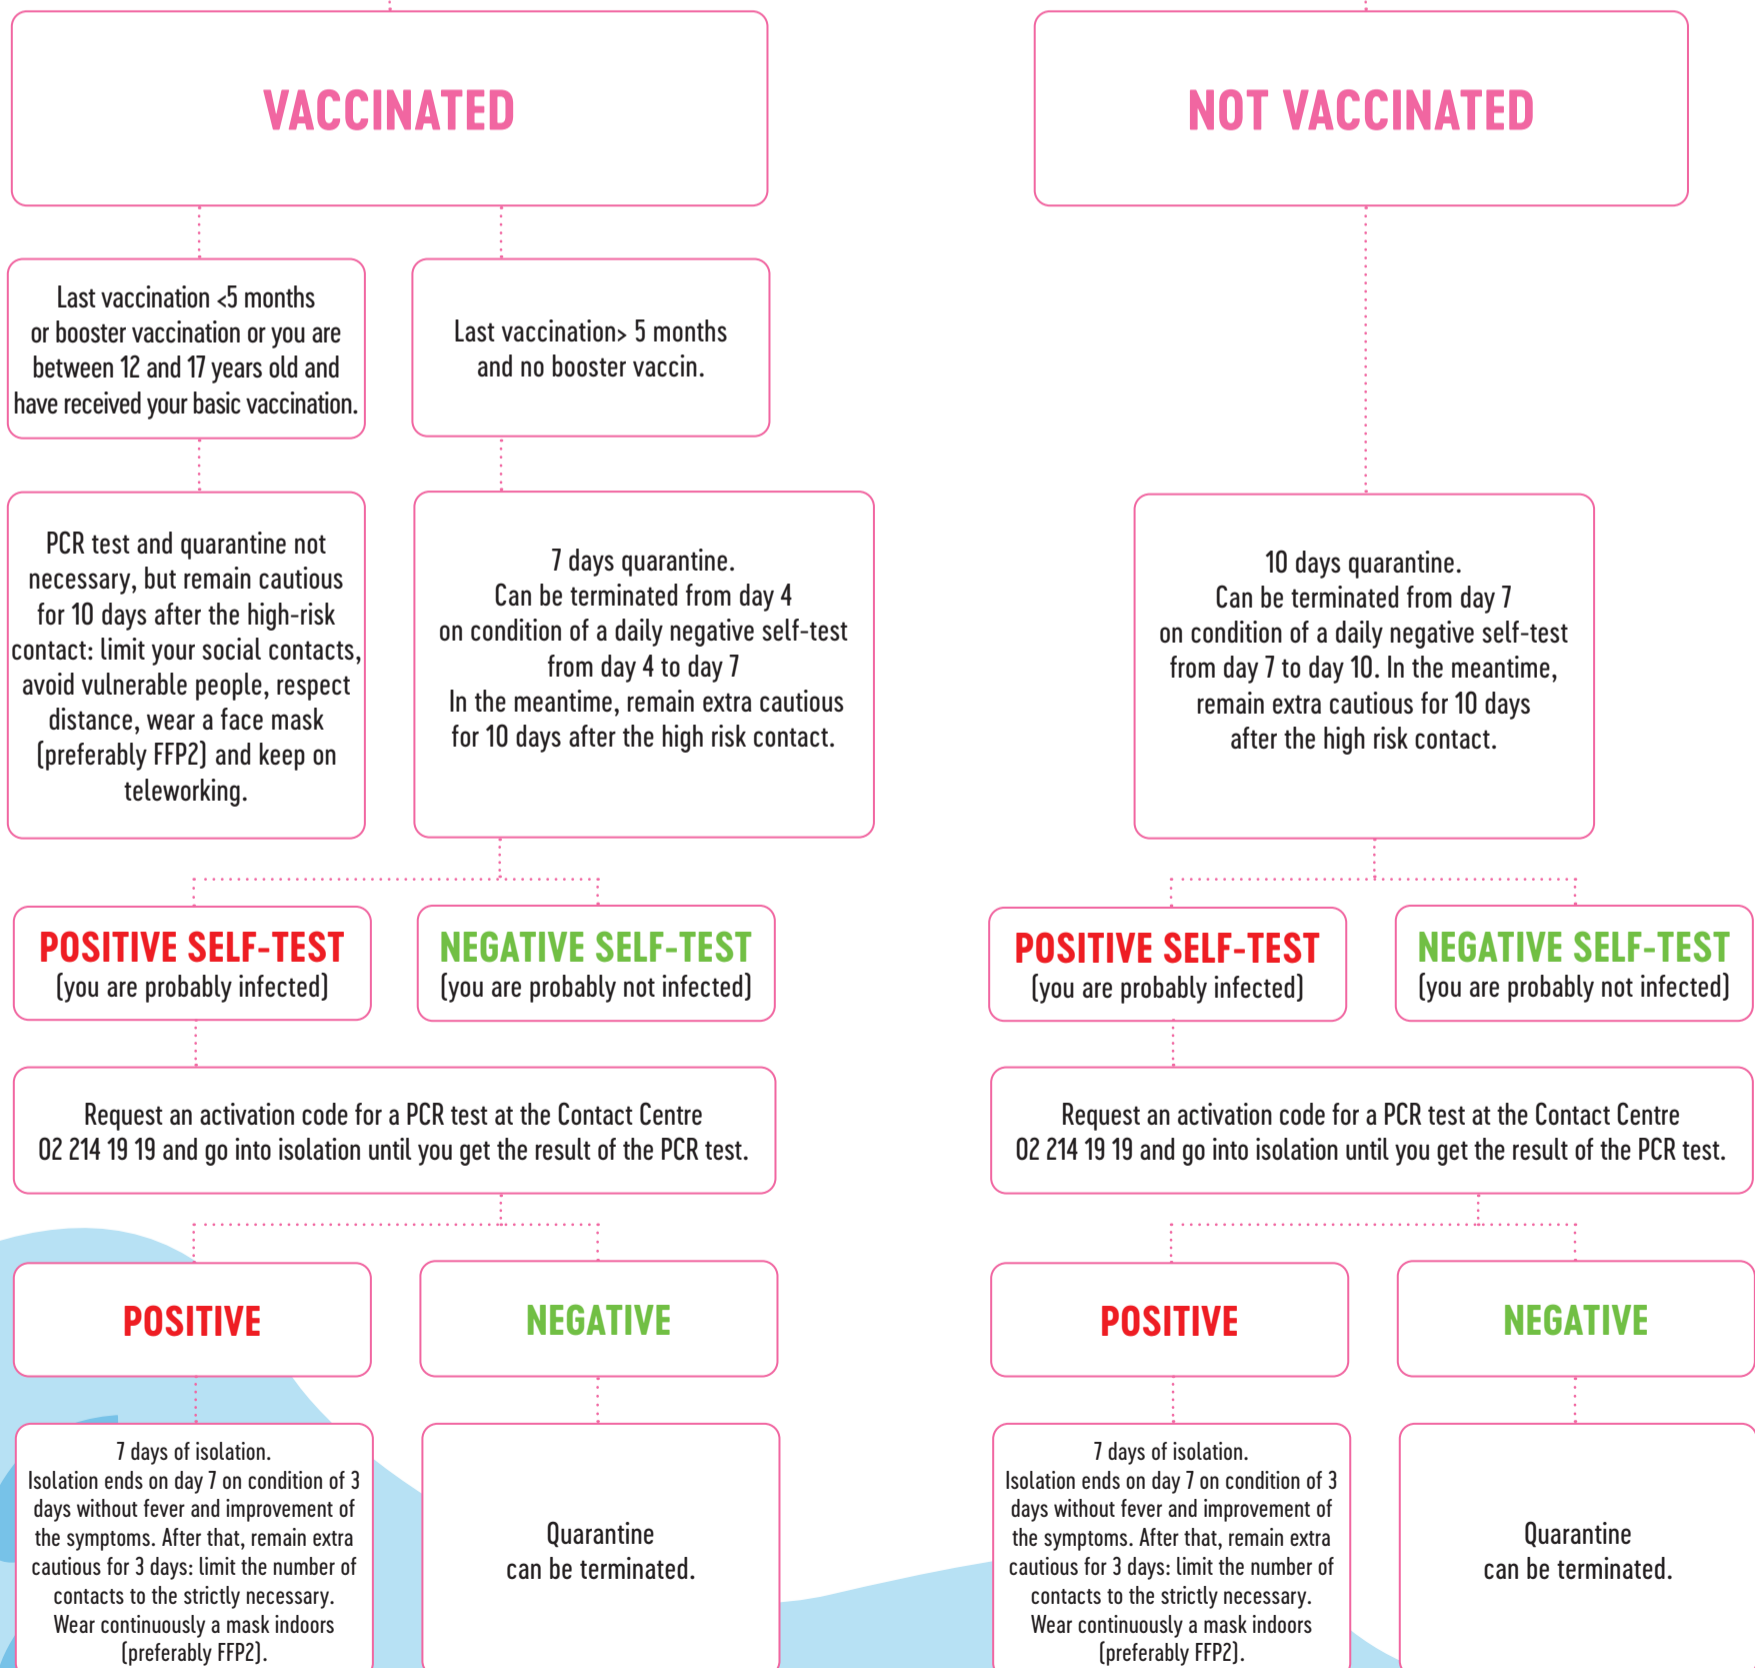 VACCINATED
NOT VACCINATED
Last vaccination <5 months
or booster vaccination or you are
between 12 and 17 years old and
have received your basic vaccination.
Last vaccination> 5 months
and no booster vaccin.
PCR test and quarantine not
necessary, but remain cautious
for 10 days after the high-risk
contact: limit your social contacts,
avoid vulnerable people, respect
distance, wear a face mask
(preferably FFP2) and keep on
teleworking.
7 days quarantine.
Can be terminated from day 4
on condition of a daily negative self-test
from day 4 to day 7
In the meantime, remain extra cautious
for 10 days after the high risk contact.
10 days quarantine.
Can be terminated from day 7
on condition of a daily negative self-test
from day 7 to day 10. In the meantime,
remain extra cautious for 10 days
after the high risk contact.
POSITIVE SELF-TEST
(you are probably infected)
NEGATIVE SELF-TEST
(you are probably not infected)
POSITIVE SELF-TEST
(you are probably infected)
NEGATIVE SELF-TEST
(you are probably not infected)
Request an activation code for a PCR test at the Contact Centre
02 214 19 19 and go into isolation until you get the result of the PCR test.
Request an activation code for a PCR test at the Contact Centre
02 214 19 19 and go into isolation until you get the result of the PCR test.
POSITIVE
NEGATIVE
POSITIVE
NEGATIVE
7 days of isolation.
Isolation ends on day 7 on condition of 3
days without fever and improvement of
the symptoms. After that, remain extra
cautious for 3 days: limit the number of
contacts to the strictly necessary.
Wear continuously a mask indoors
(preferably FFP2).
Quarantine
can be terminated.
7 days of isolation.
Isolation ends on day 7 on condition of 3
days without fever and improvement of
the symptoms. After that, remain extra
cautious for 3 days: limit the number of
contacts to the strictly necessary.
Wear continuously a mask indoors
(preferably FFP2).
Quarantine
can be terminated.